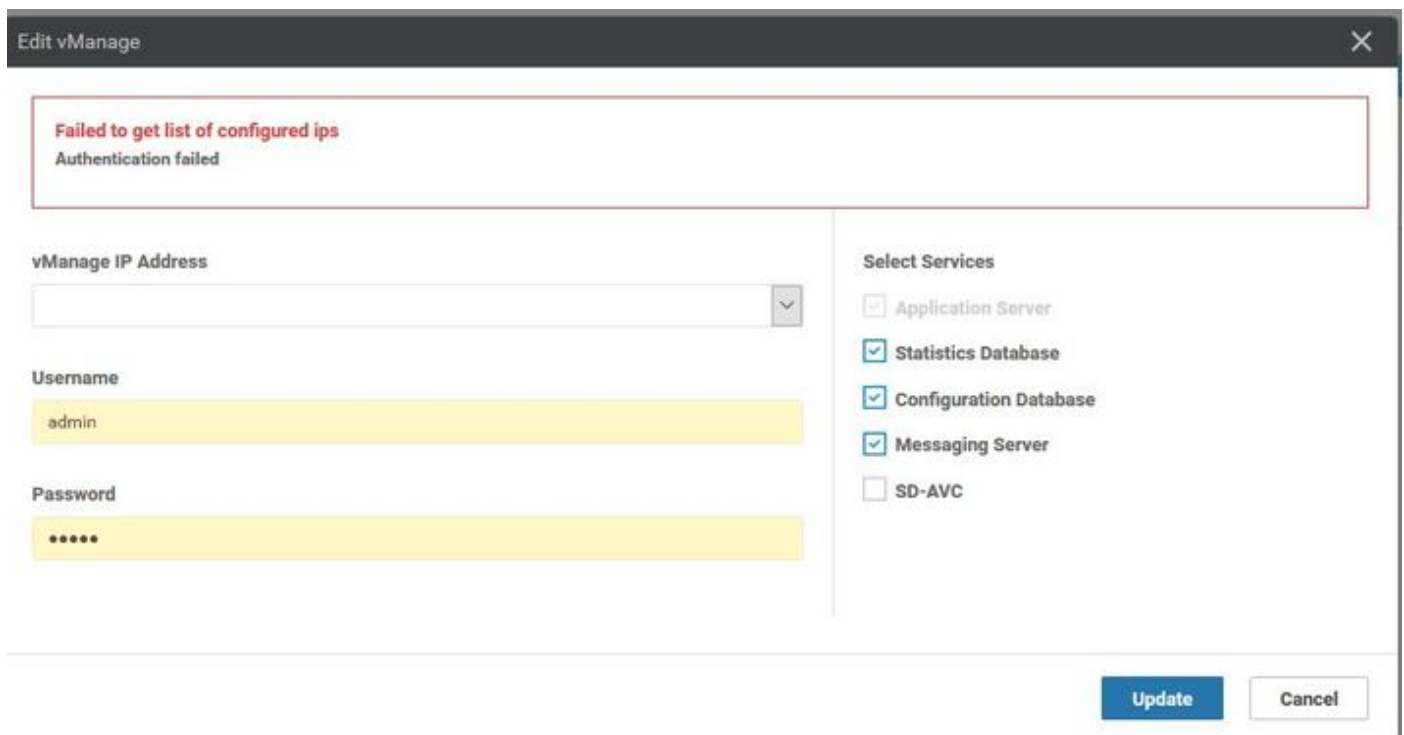 Edit vManage
Failed to get list of configured ips
Authentication failed
vManage IP Address
Username
admin
Password
•••••
Select Services
Application Server
Statistics Database
Configuration Database
Messaging Server
SD-AVC
Update
Cancel